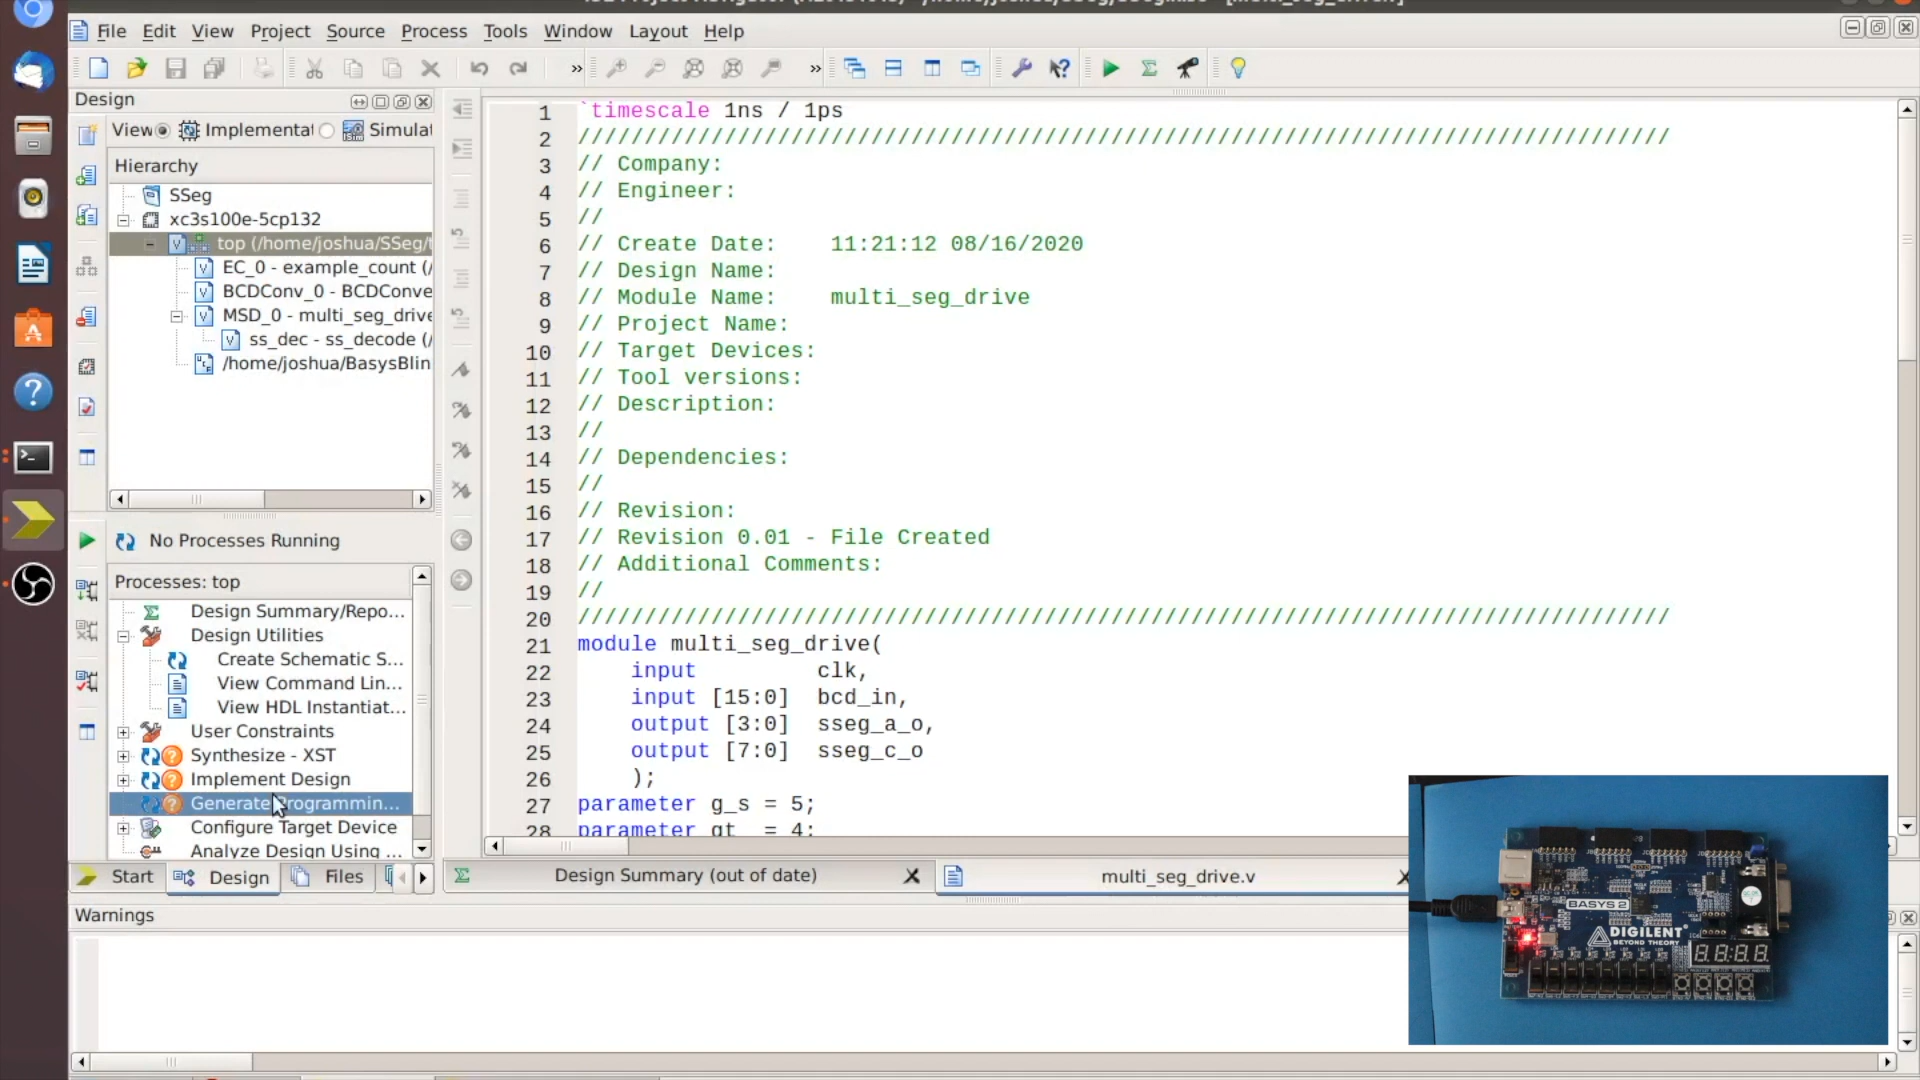 File Edit View Project Source Process Tools Window Layout Help
Design
View Implementat Simulat
Hierarchy
SSeg
xc3s100e-5cp132
top (/home/joshua/SSeg/t
EC_0 - example_count (/
BCDConv_0 - BCDConve
MSD_0 - multi_seg_drive
ss_dec - ss_decode (/
/home/joshua/BasysBlin
No Processes Running
Processes: top
Design Summary/Repo...
Design Utilities
Create Schematic S...
View Command Lin...
View HDL Instantiat...
User Constraints
Synthesize - XST
Implement Design
Generate Programmin...
Configure Target Device
Analyze Design Using ...
Start Design Files
1 `timescale 1ns / 1ps
2 //////////////////////////////////////////////////////////////////////////////////
3 // Company:
4 // Engineer:
5 //
6 // Create Date:    11:21:12 08/16/2020
7 // Design Name:
8 // Module Name:    multi_seg_drive
9 // Project Name:
10 // Target Devices:
11 // Tool versions:
12 // Description:
13 //
14 // Dependencies:
15 //
16 // Revision:
17 // Revision 0.01 - File Created
18 // Additional Comments:
19 //
20 //////////////////////////////////////////////////////////////////////////////////
21 module multi_seg_drive(
22     input         clk,
23     input [15:0]  bcd_in,
24     output [3:0]  sseg_a_o,
25     output [7:0]  sseg_c_o
26     );
27 parameter g_s = 5;
28 parameter gt  = 4;
Design Summary (out of date) multi_seg_drive.v
Warnings
BASYS 2
DIGILENT
BEYOND THEORY